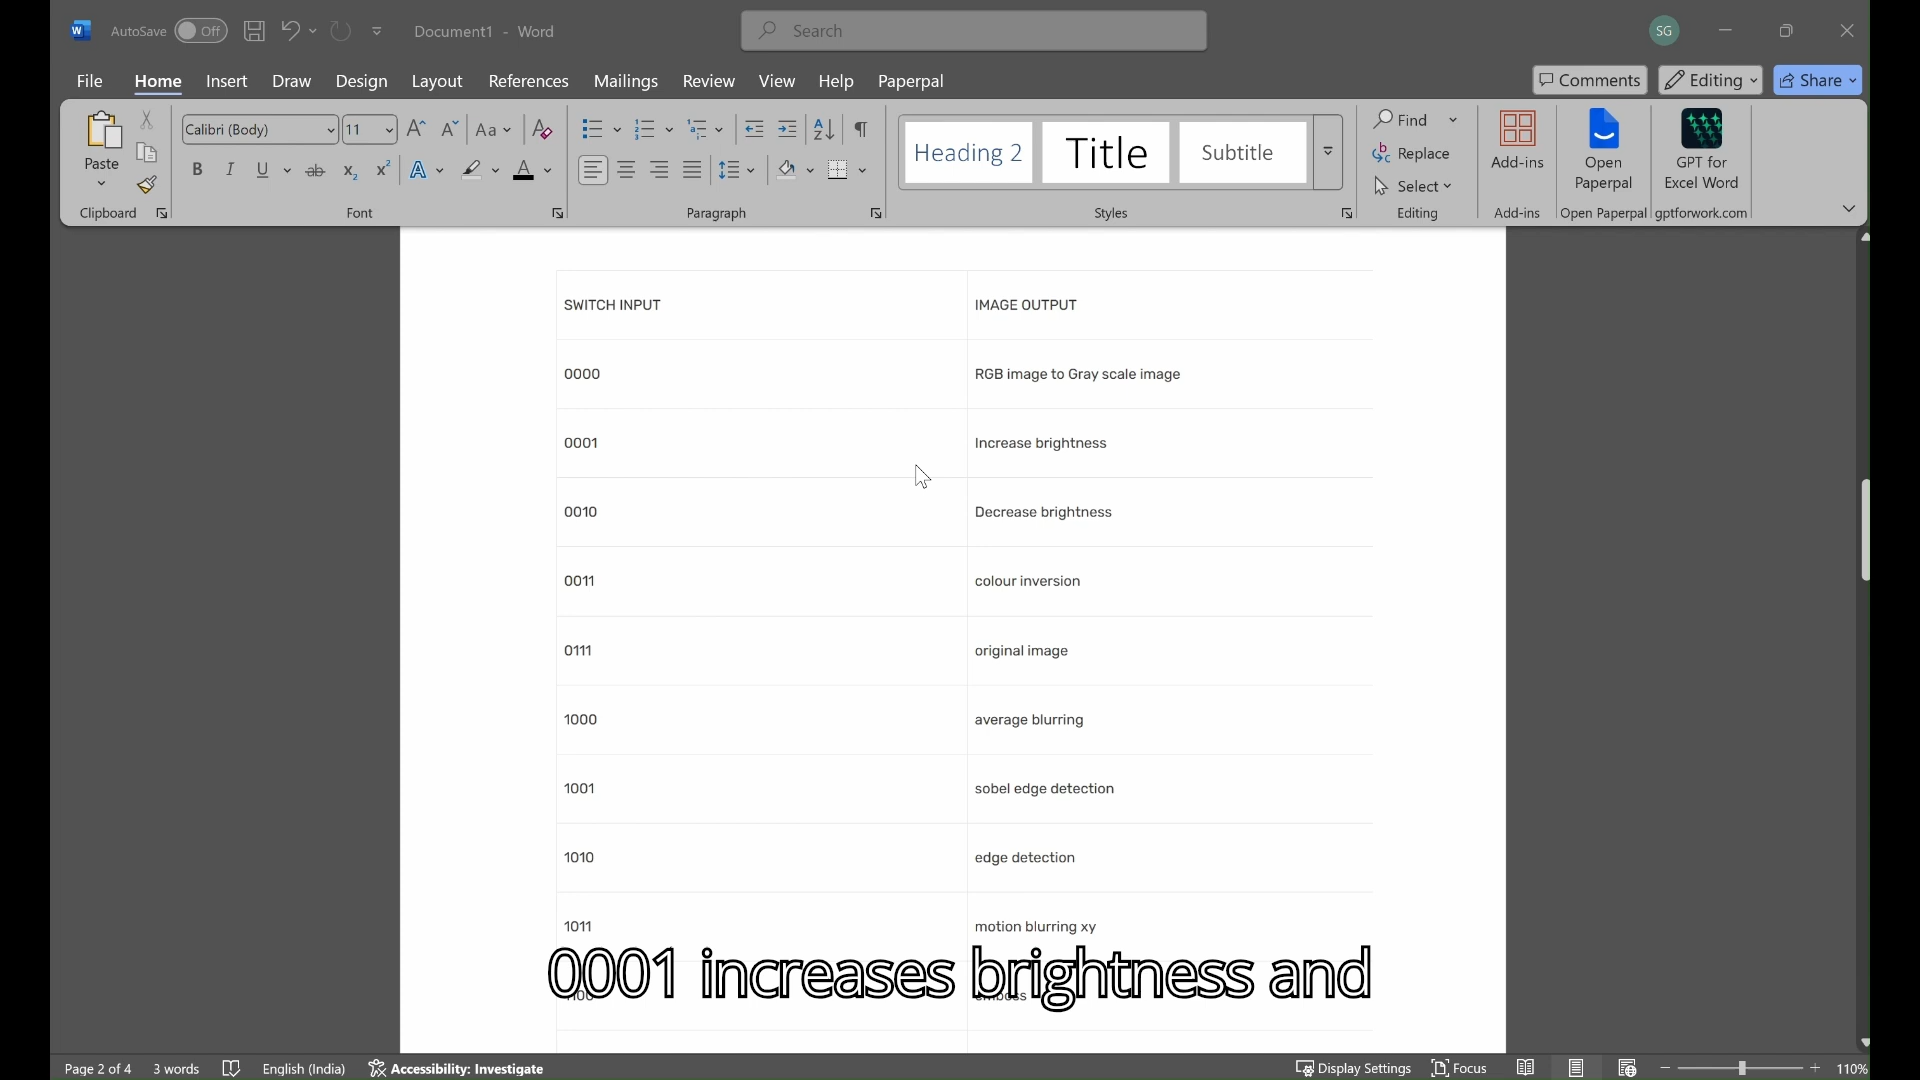 AutoSave Off Document1 - Word Search SG
File Home Insert Draw Design Layout References Mailings Review View Help Paperpal Comments Editing Share
Paste
Clipboard
Calibri (Body) 11
Font
Paragraph
Heading 2 Title Subtitle
Styles
Find
Replace
Select
Editing
Add-ins
Add-ins
Open
Paperpal
Open Paperpal
GPT for
Excel Word
gptforwork.com
SWITCH INPUT IMAGE OUTPUT
0000 RGB image to Gray scale image
0001 Increase brightness
0010 Decrease brightness
0011 colour inversion
0111 original image
1000 average blurring
1001 sobel edge detection
1010 edge detection
1011 motion blurring xy
1100 emboss
0001 increases brightness and
Page 2 of 4 3 words English (India) Accessibility: Investigate Display Settings Focus 110%